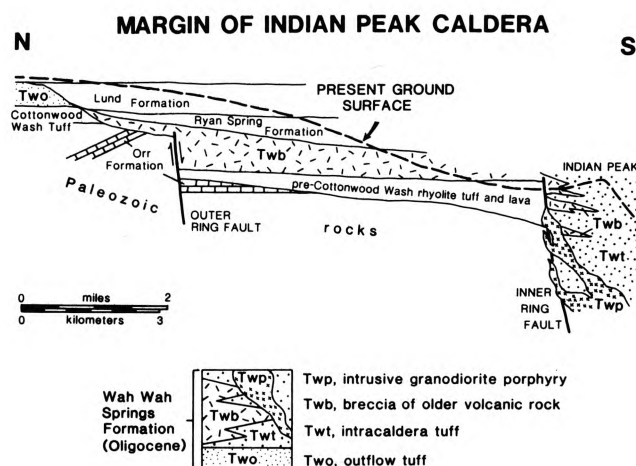 MARGIN OF INDIAN PEAK CALDERA
N
S
PRESENT GROUND
SURFACE
Two
Lund Formation
Cottonwood
Wash Tuff
Ryan Spring
Formation
Twb
Orr
Formation
INDIAN PEAK
pre-Cottonwood Wash rhyolite tuff and lava
Paleozoic
rocks
OUTER
RING FAULT
Twb
Twt
Twp
INNER
RING
FAULT
0 miles 2
0 kilometers 3
Wah Wah
Springs
Formation
(Oligocene)
Twp
Twb
Twt
Two
Twp, intrusive granodiorite porphyry
Twb, breccia of older volcanic rock
Twt, intracaldera tuff
Two, outflow tuff